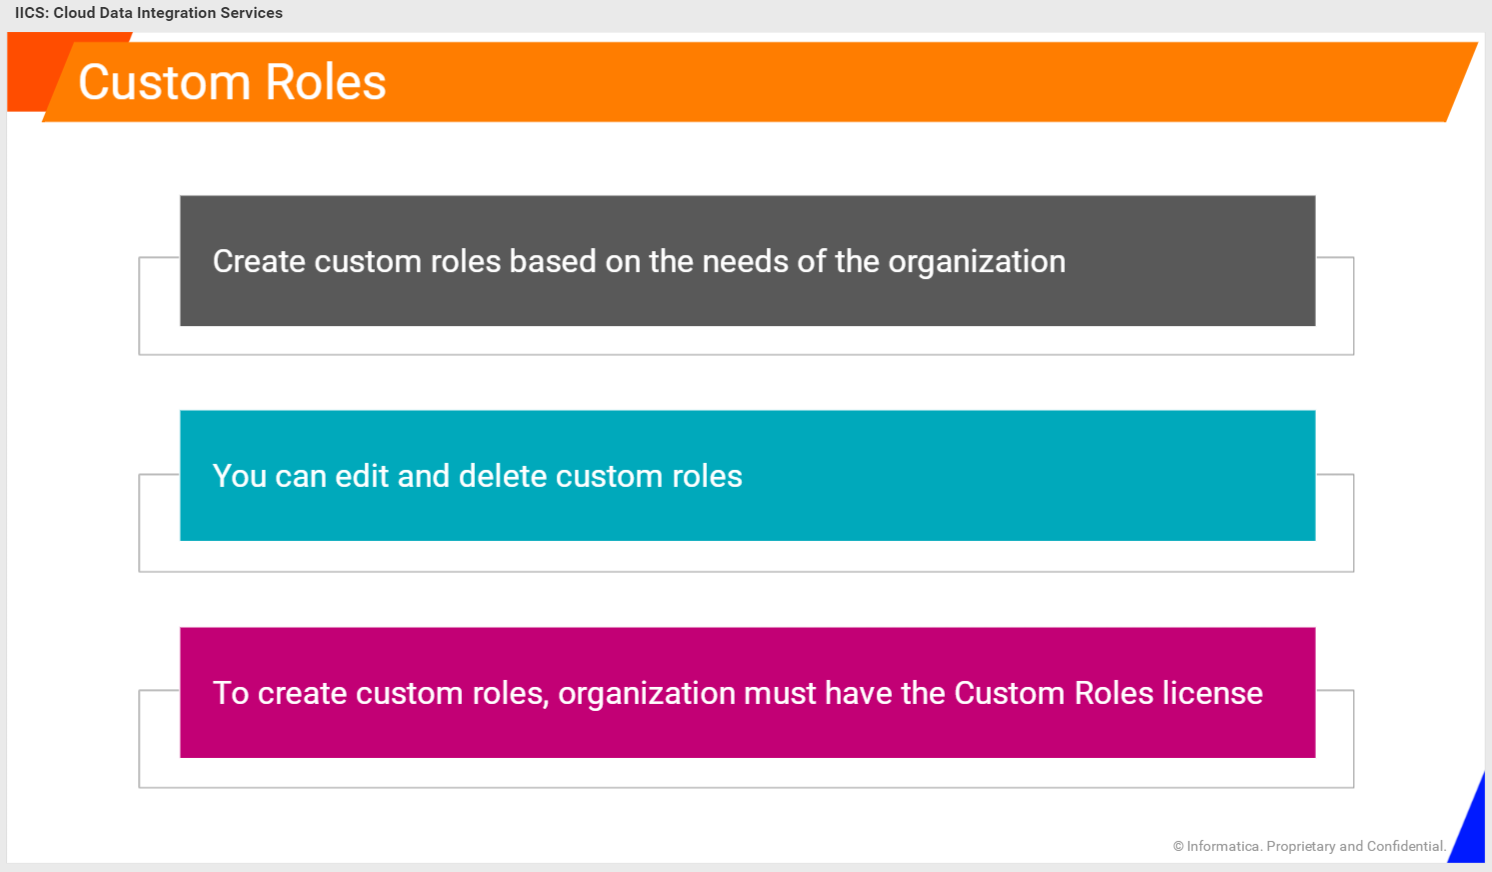 IICS: Cloud Data Integration Services
Custom Roles
Create custom roles based on the needs of the organization
You can edit and delete custom roles
To create custom roles, organization must have the Custom Roles license
© Informatica. Proprietary and Confidential.